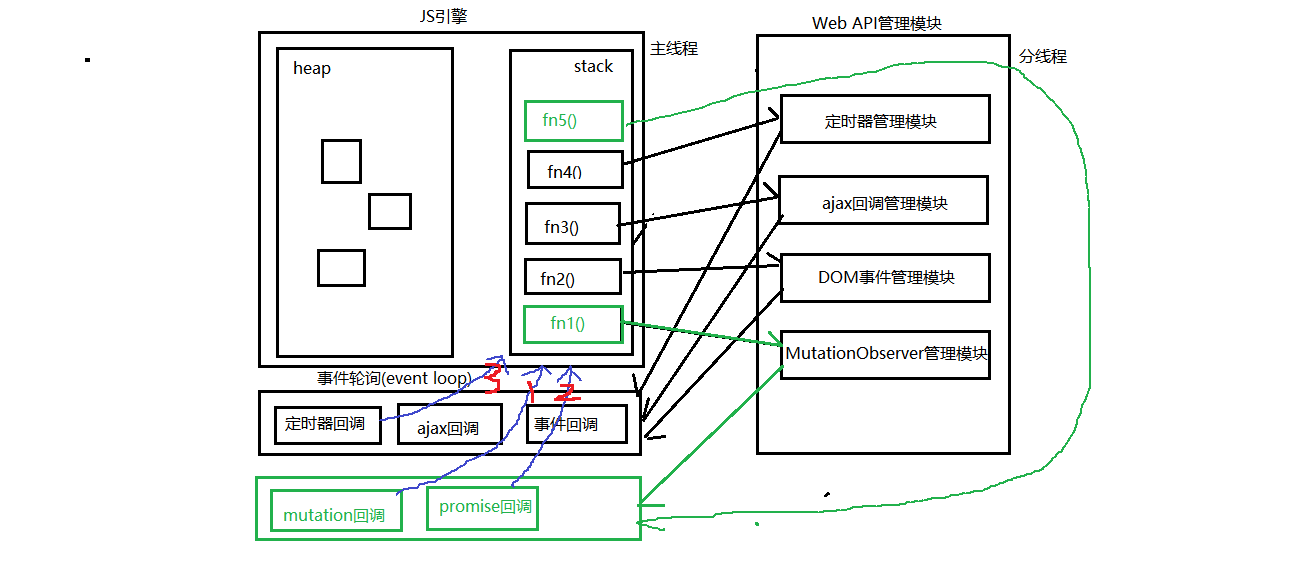 JS引擎
Web API管理模块
主线程
分线程
heap
stack
fn5()
fn4()
fn3()
fn2()
fn1()
定时器管理模块
ajax回调管理模块
DOM事件管理模块
MutationObserver管理模块
事件轮询(event loop)
3
1
2
定时器回调
ajax回调
事件回调
mutation回调
promise回调